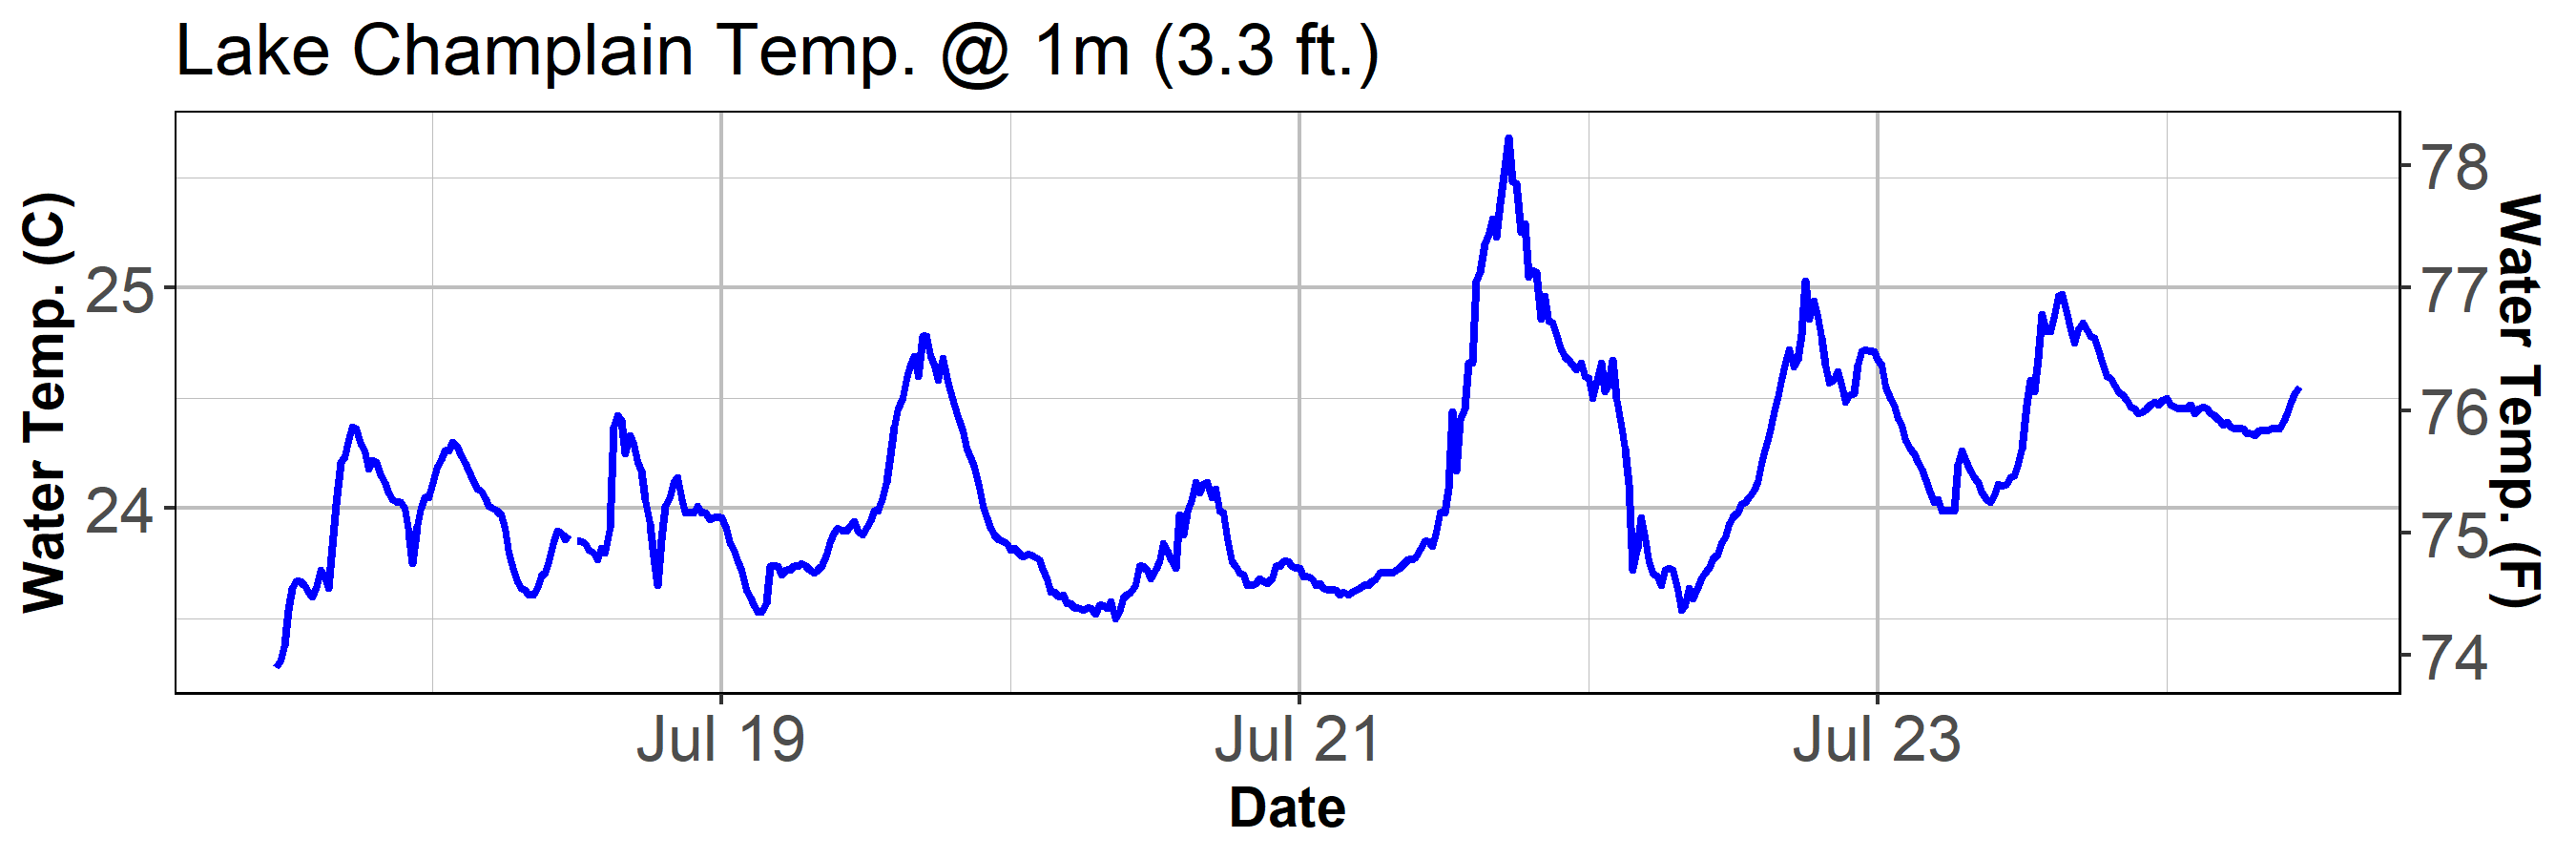 Lake Champlain Temp. @ 1m (3.3 ft.)
Water Temp. (C)
25
24
78
77
76
75
74
Water Temp. (F)
Jul 19
Jul 21
Jul 23
Date